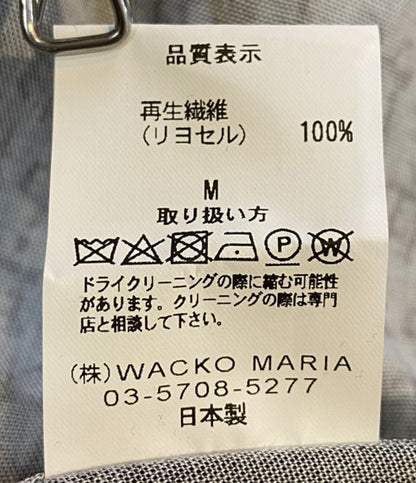 品質表示
再生繊維
(リヨセル) 100%
M
取り扱い方
P W
ドライクリーニングの際に縮む可能性
があります。クリーニングの際は専門
店と相談して下さい。
(株)WACKO MARIA
03-5708-5277
日本製